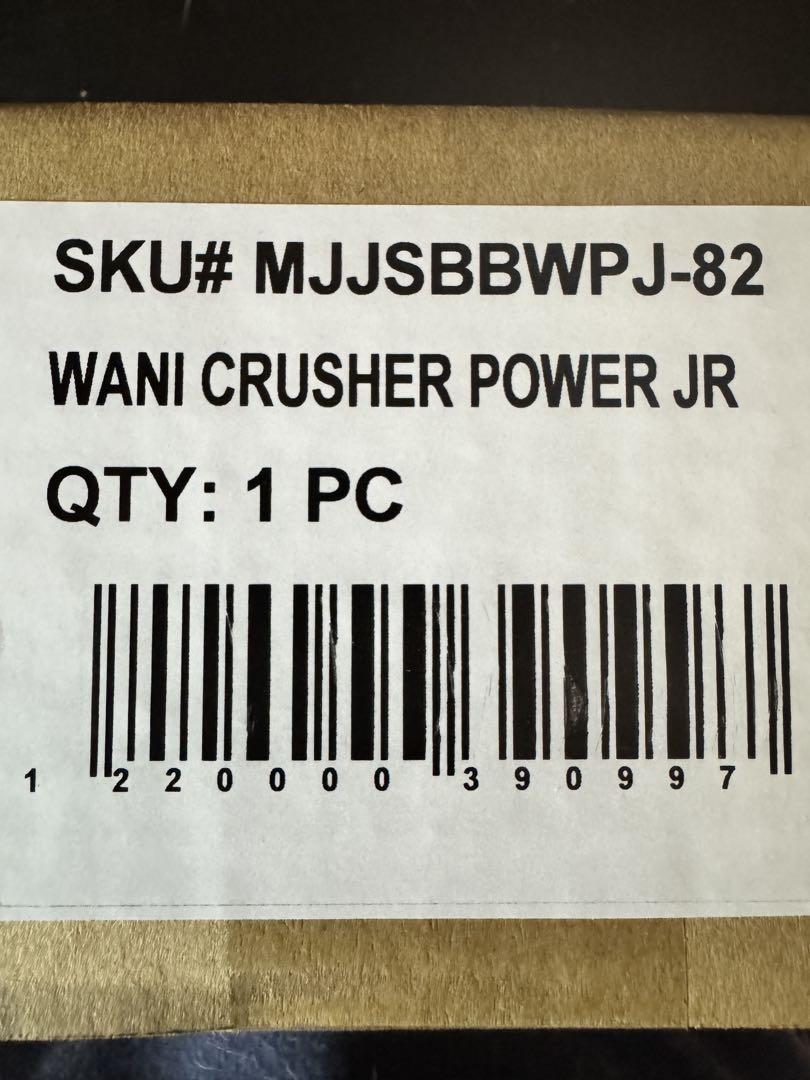 SKU# MJJSBBWPJ-82
WANI CRUSHER POWER JR
QTY: 1 PC
1 220000 390997